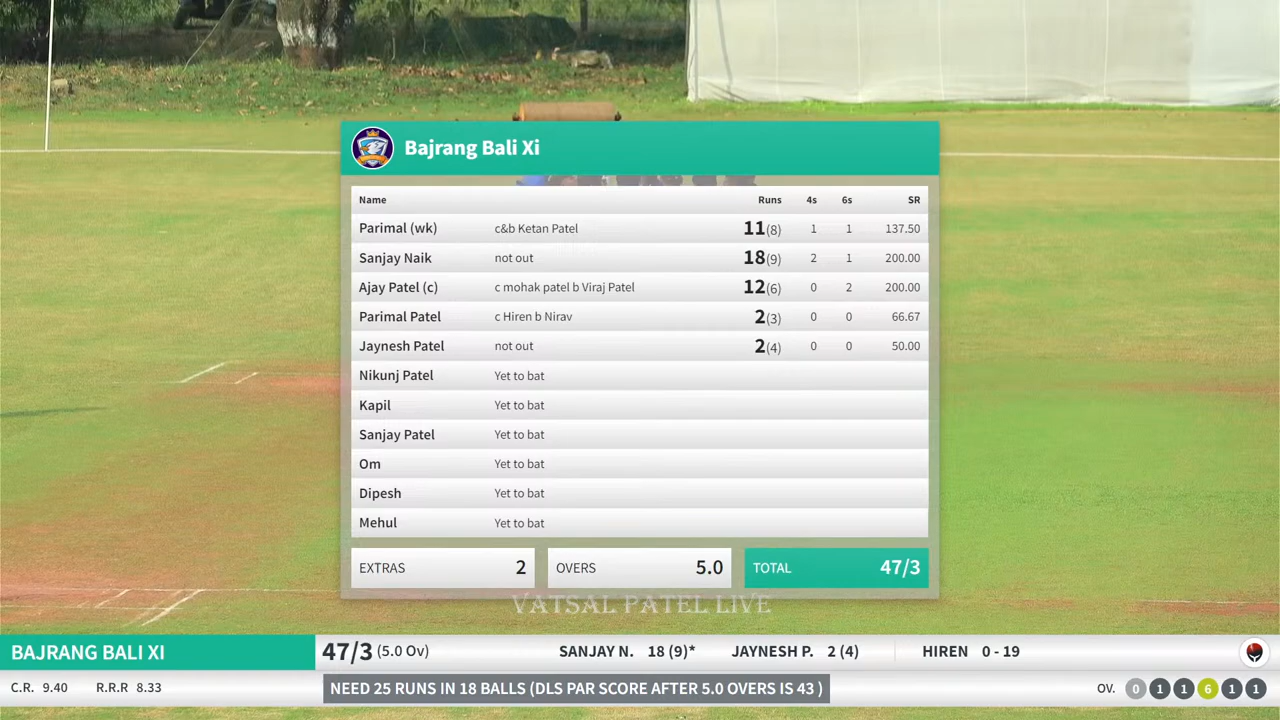 Bajrang Bali Xi
Name Runs 4s 6s SR
Parimal (wk) c&b Ketan Patel 11(8) 1 1 137.50
Sanjay Naik not out 18(9) 2 1 200.00
Ajay Patel (c) c mohak patel b Viraj Patel 12(6) 0 2 200.00
Parimal Patel c Hiren b Nirav 2(3) 0 0 66.67
Jaynesh Patel not out 2(4) 0 0 50.00
Nikunj Patel Yet to bat
Kapil Yet to bat
Sanjay Patel Yet to bat
Om Yet to bat
Dipesh Yet to bat
Mehul Yet to bat
EXTRAS 2 OVERS 5.0 TOTAL 47/3
VATSAL PATEL LIVE
BAJRANG BALI XI 47/3 (5.0 Ov) SANJAY N. 18 (9)* JAYNESH P. 2 (4) HIREN 0 - 19
C.R. 9.40 R.R.R 8.33 NEED 25 RUNS IN 18 BALLS (DLS PAR SCORE AFTER 5.0 OVERS IS 43 ) OV. 0 1 1 6 1 1